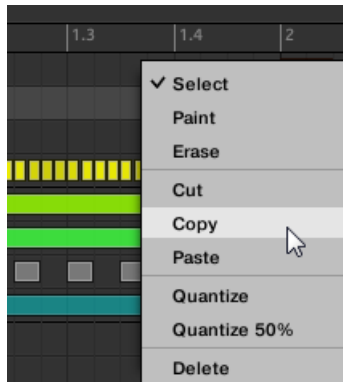 1.3 1.4 2
Select
Paint
Erase
Cut
Copy
Paste
Quantize
Quantize 50%
Delete